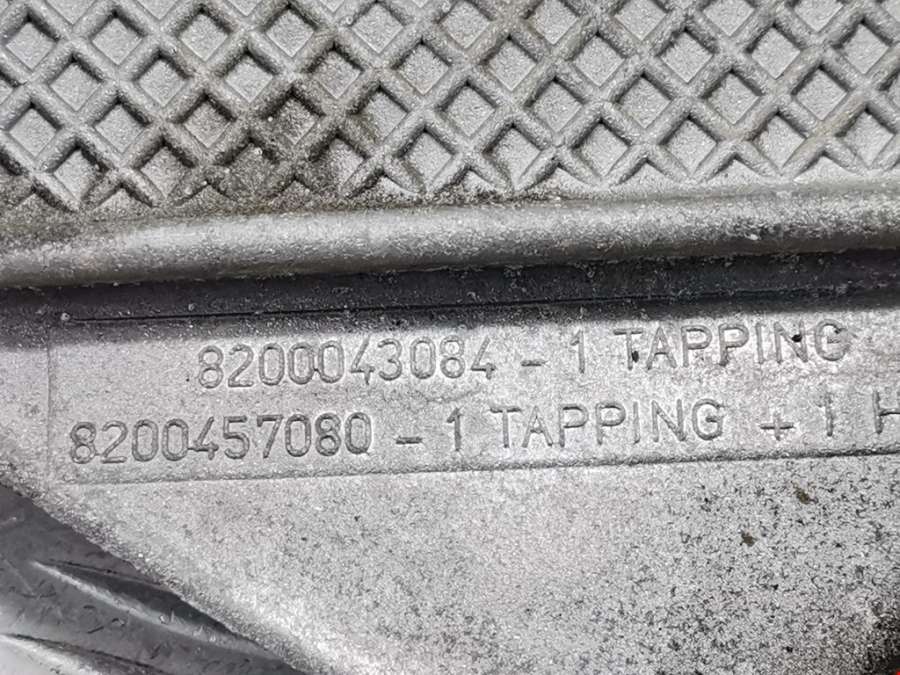 8200043084 - 1 TAPPING
8200457080 - 1 TAPPING + 1 H